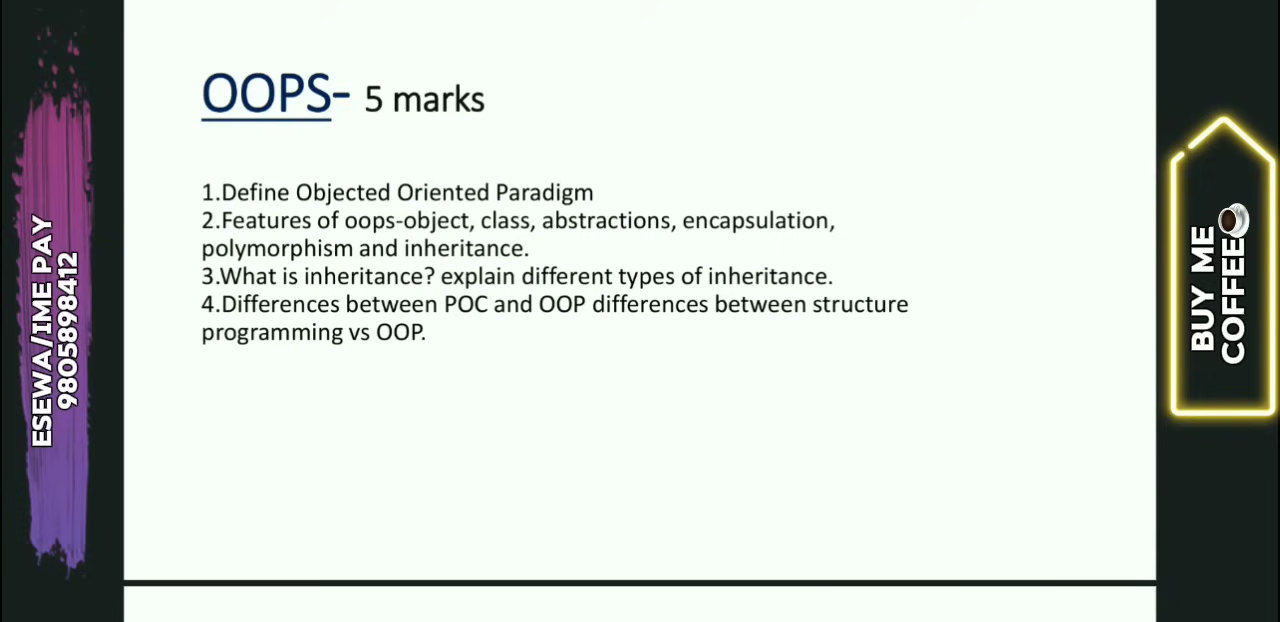 OOPS- 5 marks
1.Define Objected Oriented Paradigm
2.Features of oops-object, class, abstractions, encapsulation,
polymorphism and inheritance.
3.What is inheritance? explain different types of inheritance.
4.Differences between POC and OOP differences between structure
programming vs OOP.
ESEWA/IME PAY
9805898412
BUY ME
COFFEE